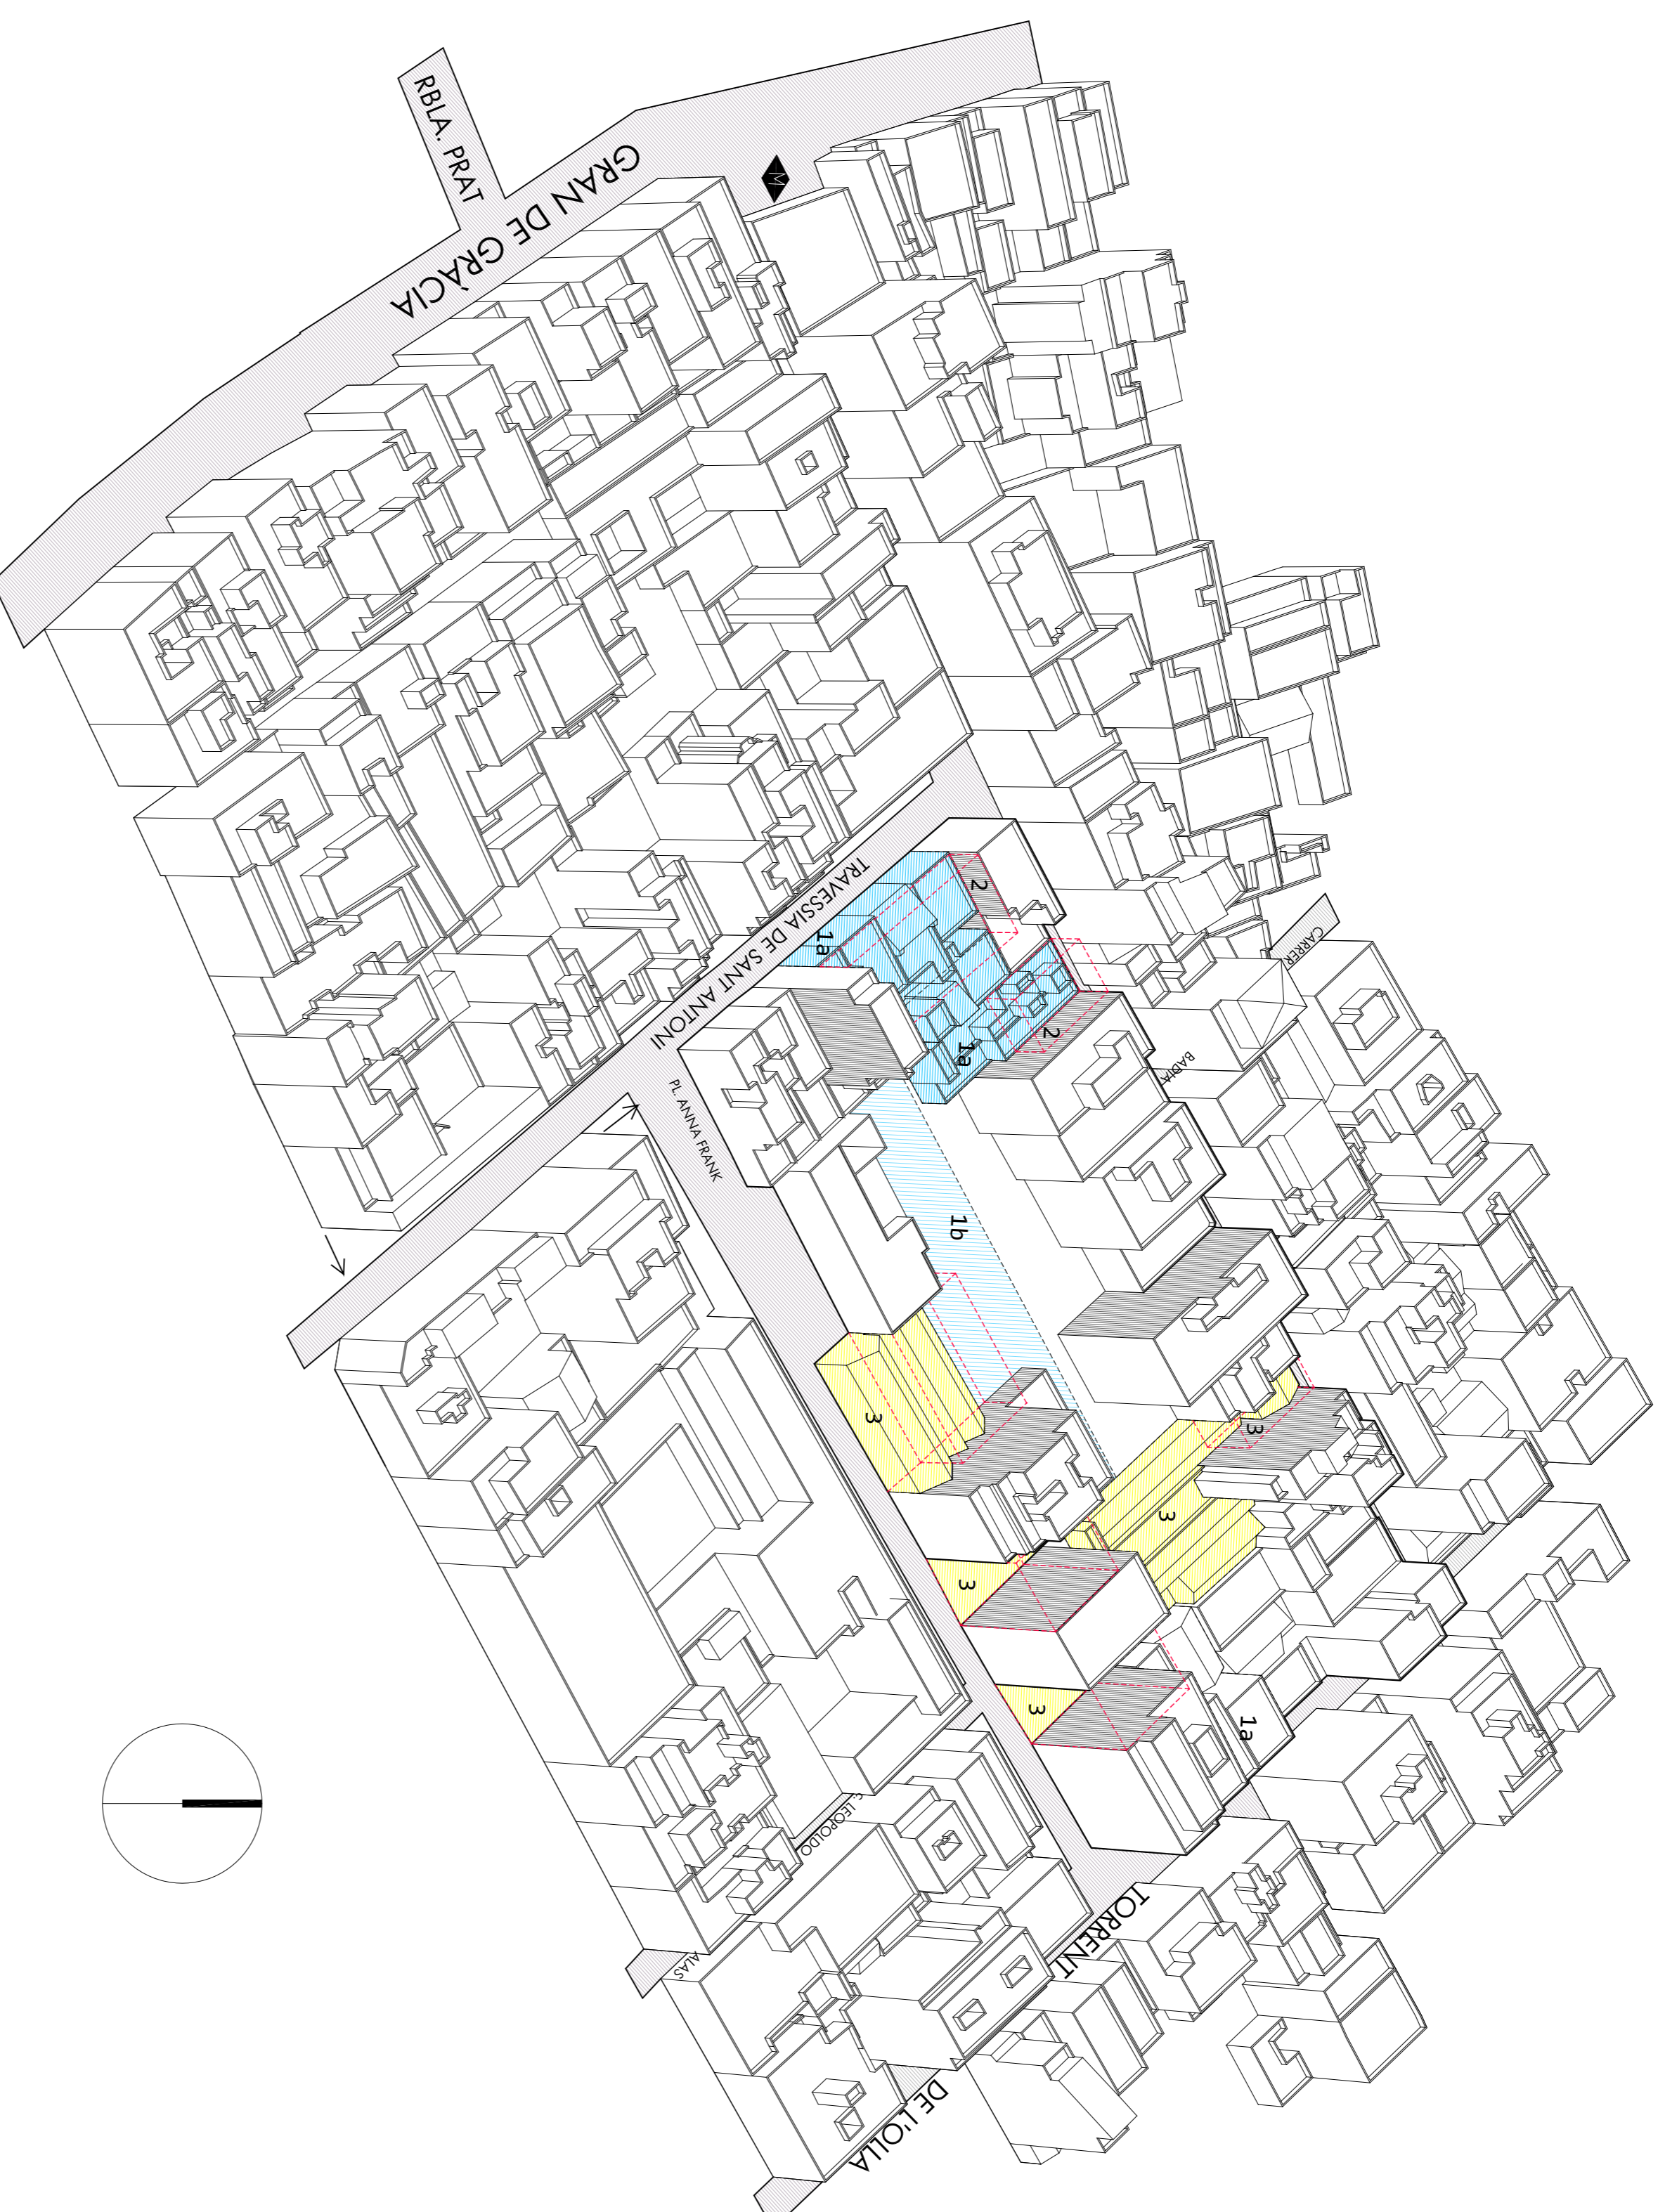 RBLA. PRAT
GRAN DE GRÀCIA
M
2
1a
TRAVESSIA DE SANT ANTONI
CARRER
2
1a
BADIA
PL. ANNA FRANK
1b
3
3
3
3
3
1a
C. LEOPOLDO
ALAS
TORRENT
DE L'OLLA